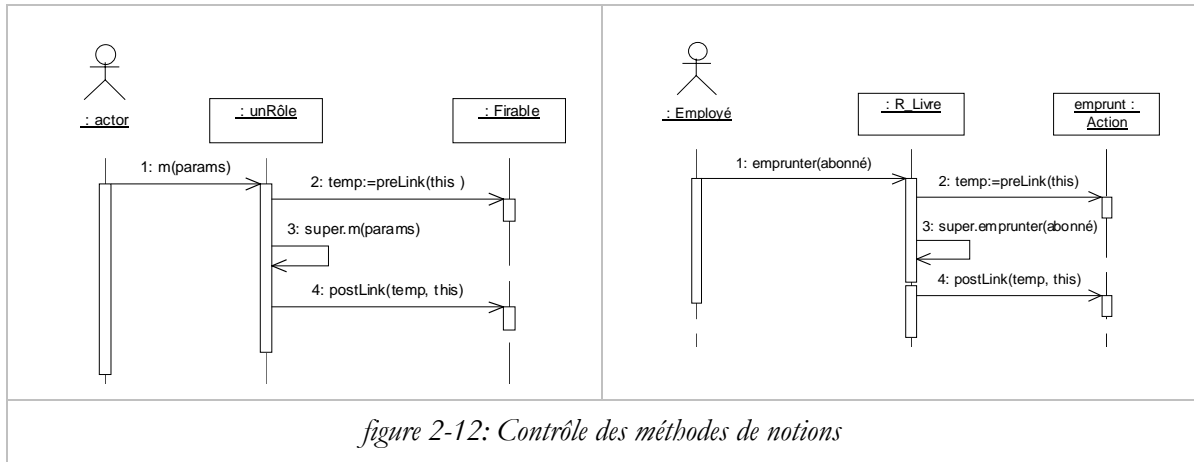 : actor
: unRôle
: Firable
1: m(params)
2: temp:=preLink(this )
3: super.m(params)
4: postLink(temp, this)
: Employé
: R_Livre
emprunt :
Action
1: emprunter(abonné)
2: temp:=preLink(this)
3: super.emprunter(abonné)
4: postLink(temp, this)
figure 2-12: Contrôle des méthodes de notions